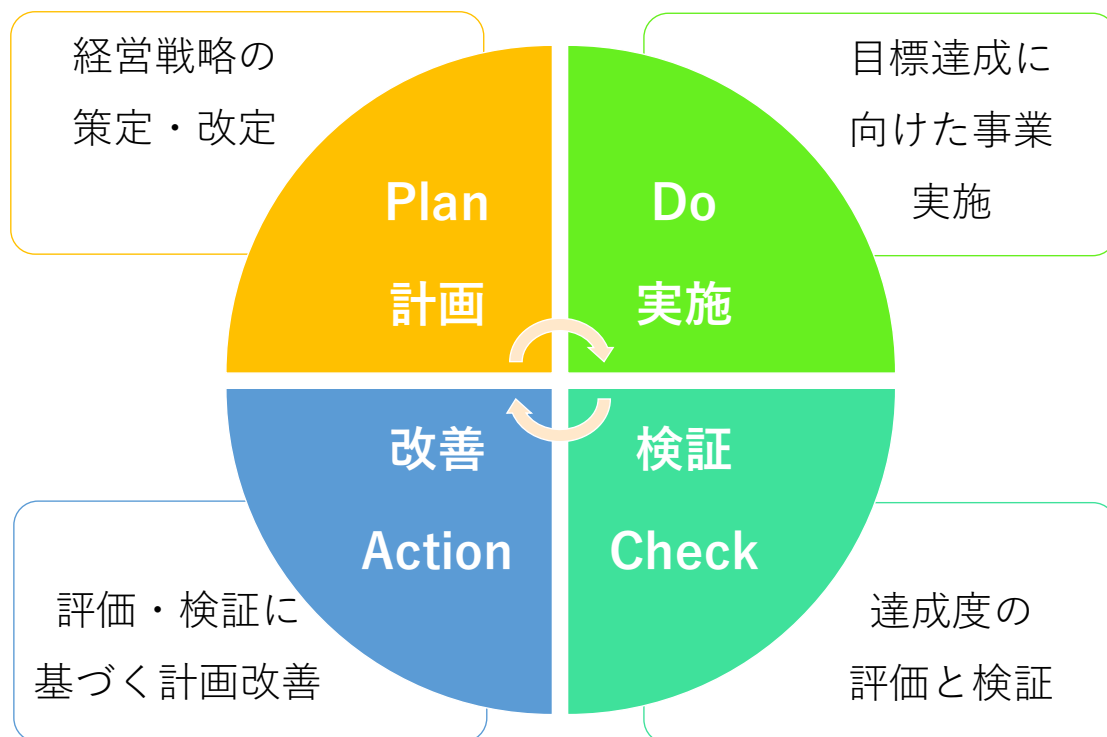 経営戦略の
策定・改定
Plan
計画
目標達成に
向けた事業
実施
Do
実施
改善
Action
評価・検証に
基づく計画改善
検証
Check
達成度の
評価と検証